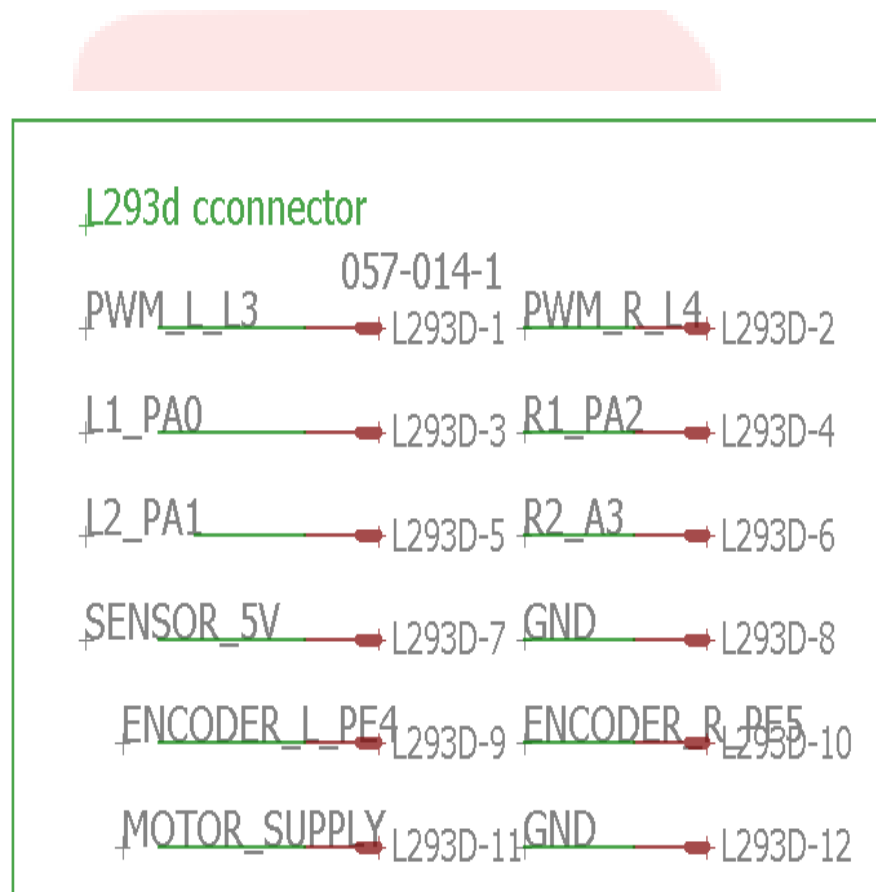 L293d cconnector
057-014-1
PWM_L_L3 L293D-1 PWM_R_L4 L293D-2
L1_PA0 L293D-3 R1_PA2 L293D-4
L2_PA1 L293D-5 R2_A3 L293D-6
SENSOR_5V L293D-7 GND L293D-8
ENCODER_L_PE4 L293D-9 ENCODER_R_PE5 L293D-10
MOTOR_SUPPLY L293D-11 GND L293D-12